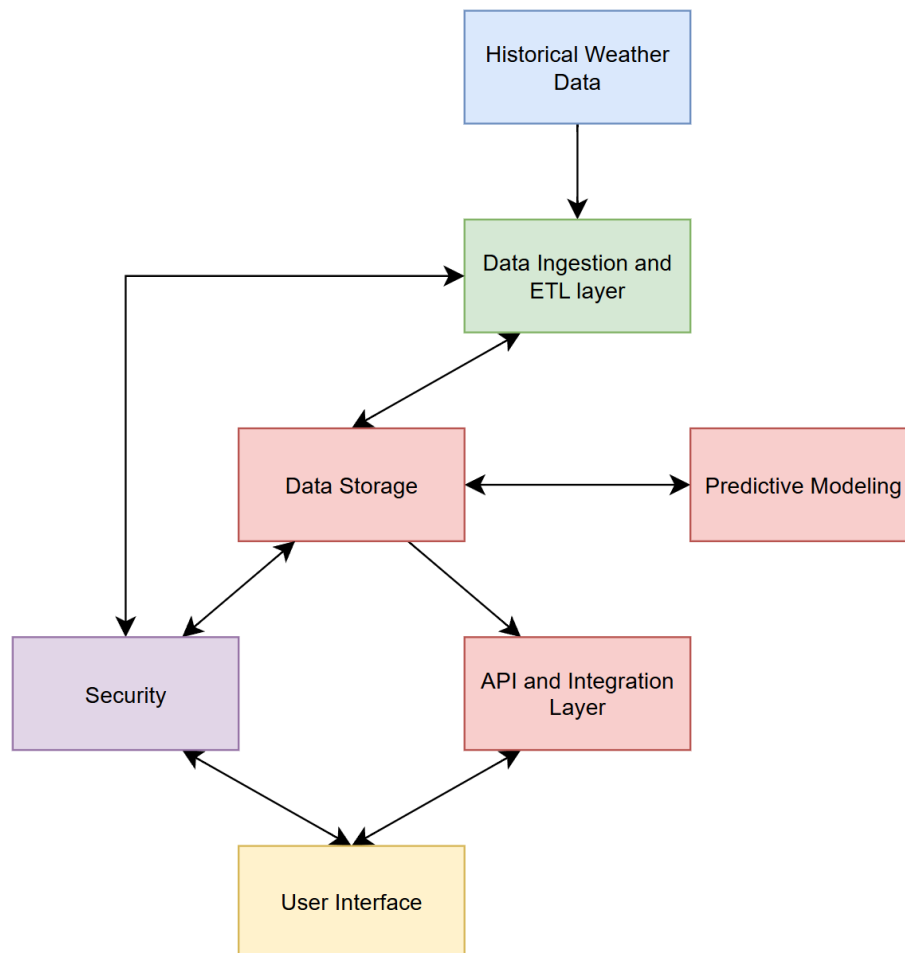 Historical Weather
Data
Data Ingestion and
ETL layer
Data Storage
Predictive Modeling
Security
API and Integration
Layer
User Interface